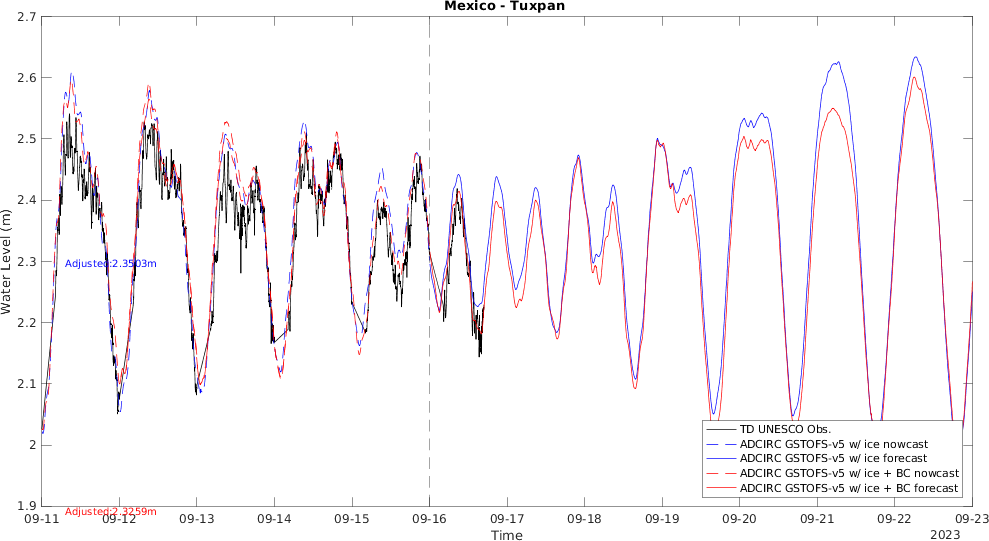 Mexico - Tuxpan
2.7
2.6
2.5
2.4
2.3
2.2
2.1
2
1.9
Water Level (m)
Adjusted:2.3503m
Adjusted:2.3259m
TD UNESCO Obs.
ADCIRC GSTOFS-v5 w/ ice nowcast
ADCIRC GSTOFS-v5 w/ ice forecast
ADCIRC GSTOFS-v5 w/ ice + BC nowcast
ADCIRC GSTOFS-v5 w/ ice + BC forecast
09-11 09-12 09-13 09-14 09-15 09-16 09-17 09-18 09-19 09-20 09-21 09-22 09-23
Time
2023